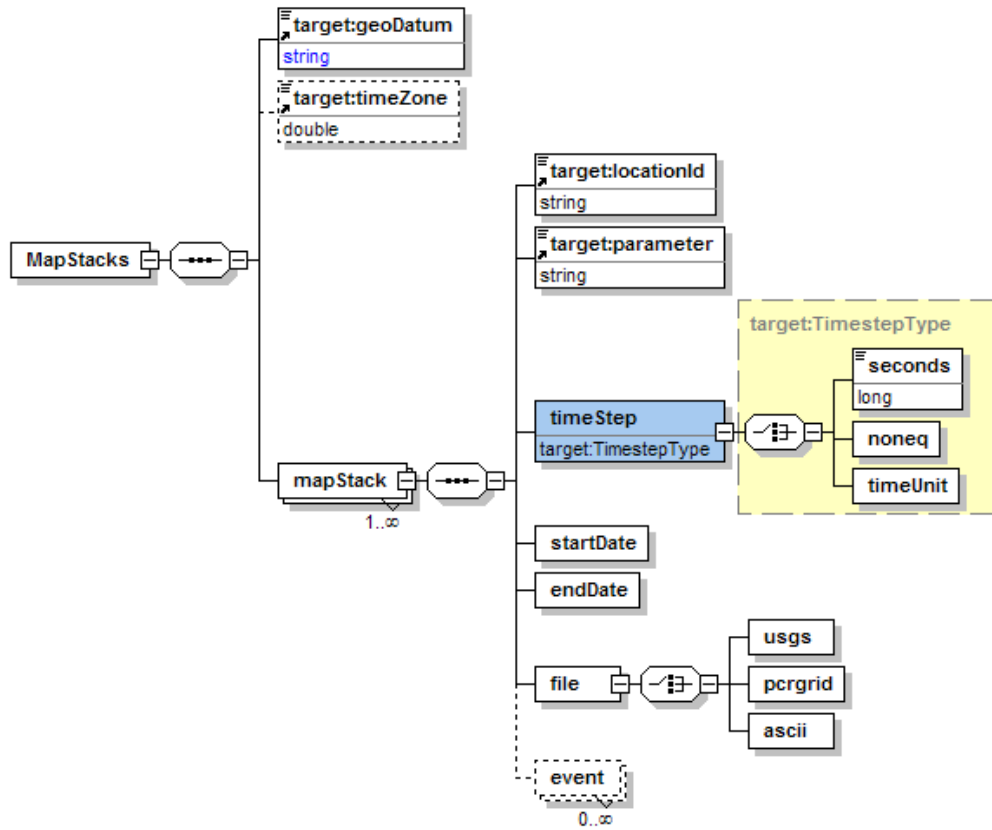 target:geoDatum
string
target:timeZone
double
target:locationId
string
target:parameter
string
MapStacks
target:TimestepType
seconds
long
timeStep
target:TimestepType
noneq
timeUnit
mapStack
1..∞
startDate
endDate
usgs
file
pcrgrid
ascii
event
0..∞